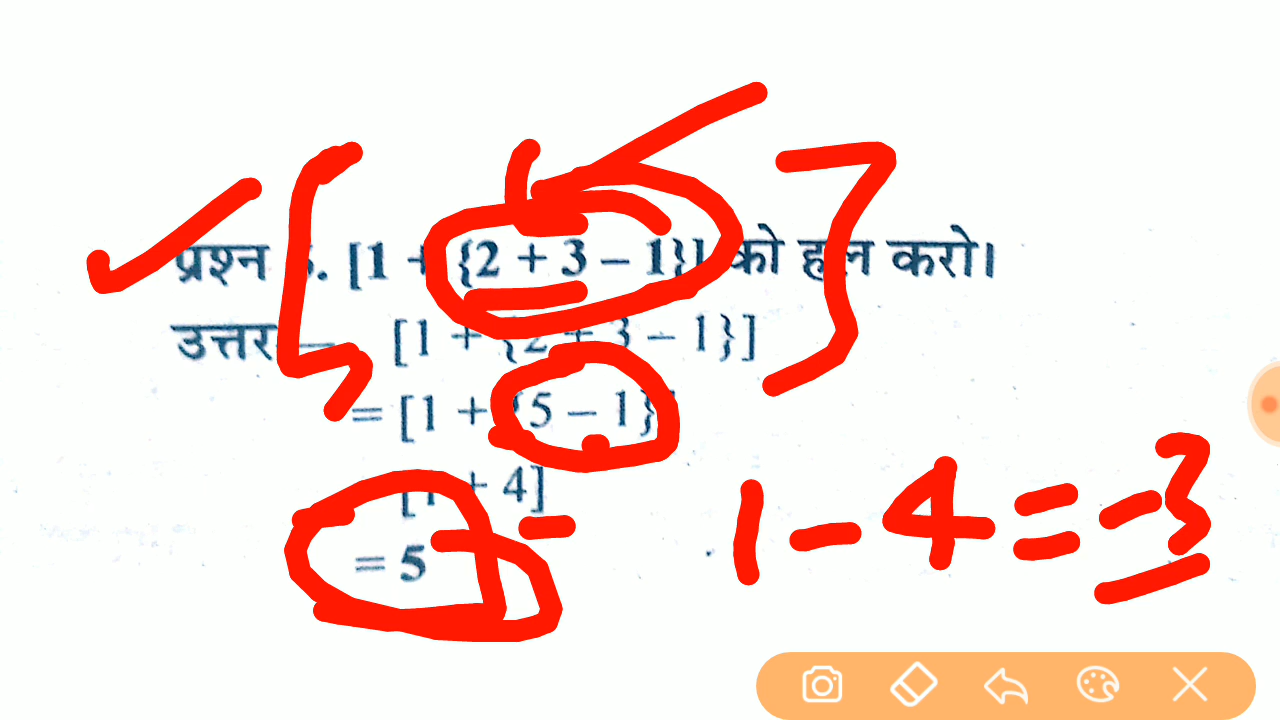 प्रश्न 5. [1 + {2 + 3 – 1}] को हल करो।
उत्तर — [1 + {2 + 3 – 1}]
= [1 + {5 – 1}]
[1 + 4]
= 5
1 – 4 = –3